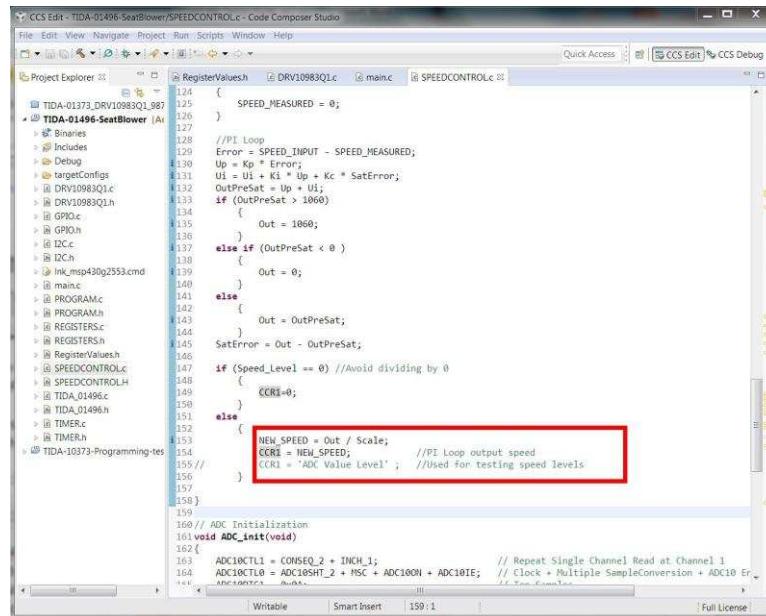 CCS Edit - TIDA-01496-SeatBlower/SPEEDCONTROL.c - Code Composer Studio
File Edit View Navigate Project Run Scripts Window Help
Quick Access CCS Edit CCS Debug
Project Explorer
TIDA-01373_DRV10983Q1_987
TIDA-01496-SeatBlower [Ac
Binaries
Includes
Debug
targetConfigs
DRV10983Q1.c
DRV10983Q1.h
GPIO.c
GPIO.h
I2C.c
I2C.h
lnk_msp430g2553.cmd
main.c
PROGRAM.c
PROGRAM.h
REGISTERS.c
REGISTERS.h
RegisterValues.h
SPEEDCONTROL.c
SPEEDCONTROL.H
TIDA_01496.c
TIDA_01496.h
TIMER.c
TIMER.h
TIDA-10373-Programming-tes
RegisterValues.h DRV10983Q1.c main.c SPEEDCONTROL.c
124 {
125 SPEED_MEASURED = 0;
126 }
127
128 //PI Loop
129 Error = SPEED_INPUT - SPEED_MEASURED;
130 Up = Kp * Error;
131 Ui = Ui + Ki * Up + Kc * SatError;
132 OutPreSat = Up + Ui;
133 if (OutPreSat > 1060)
134 {
135 Out = 1060;
136 }
137 else if (OutPreSat < 0 )
138 {
139 Out = 0;
140 }
141 else
142 {
143 Out = OutPreSat;
144 }
145 SatError = Out - OutPreSat;
146
147 if (Speed_Level == 0) //Avoid dividing by 0
148 {
149 CCR1=0;
150 }
151 else
152 {
153 NEW_SPEED = Out / Scale;
154 CCR1 = NEW_SPEED; //PI Loop output speed
155 // CCR1 = 'ADC Value Level' ; //Used for testing speed levels
156 }
157
158 }
159
160 // ADC Initialization
161 void ADC_init(void)
162 {
163 ADC10CTL1 = CONSEQ_2 + INCH_1; // Repeat Single Channel Read at Channel 1
164 ADC10CTL0 = ADC10SHT_2 + MSC + ADC10ON + ADC10IE; // Clock + Multiple SampleConversion + ADC10 Er
Writable Smart Insert 159 : 1 Full License